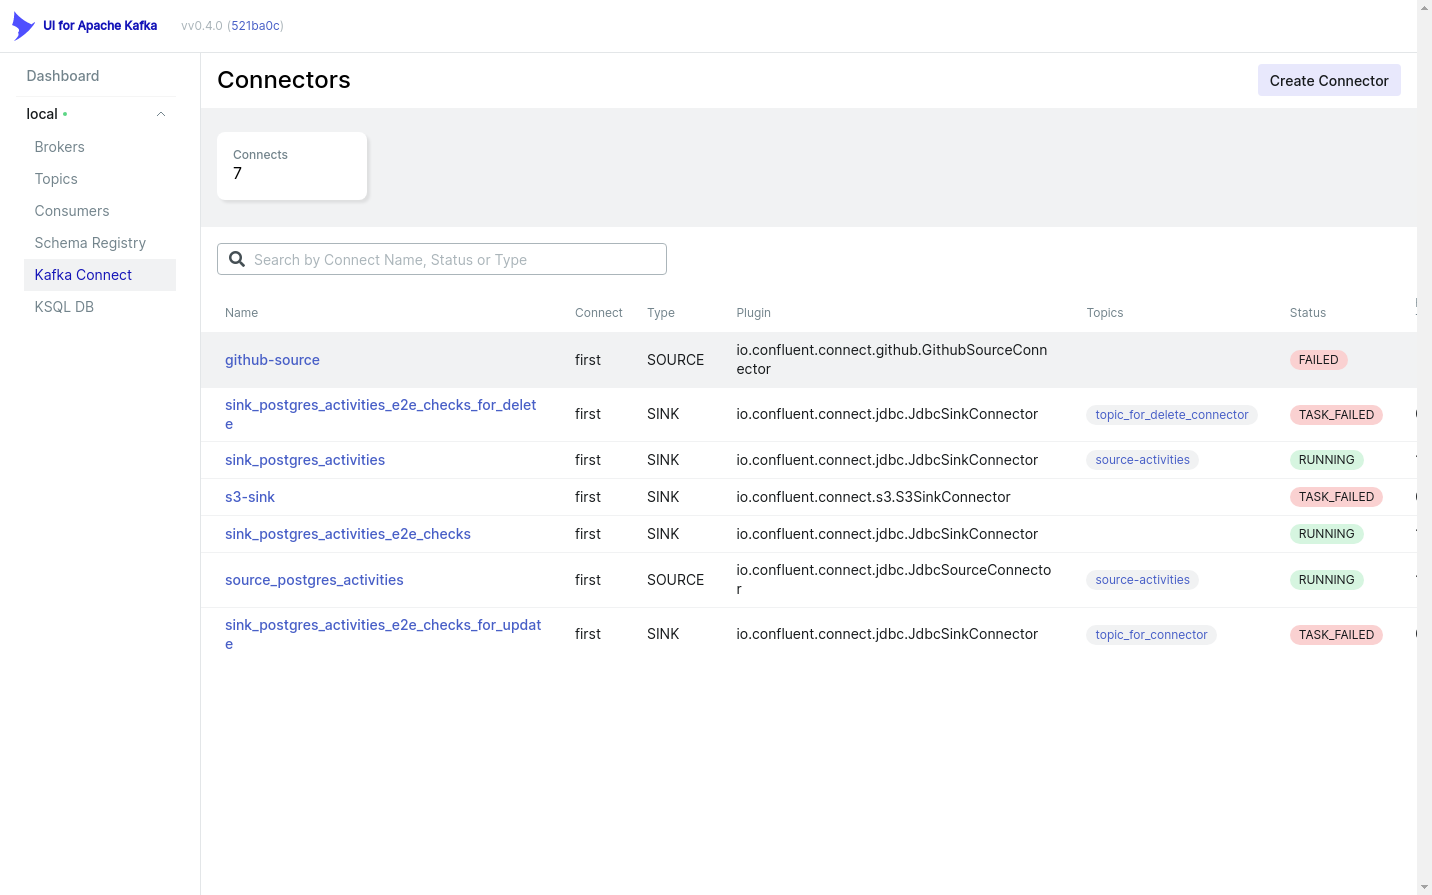 UI for Apache Kafka
vv0.4.0 (521ba0c)
Dashboard
local
Brokers
Topics
Consumers
Schema Registry
Kafka Connect
KSQL DB
Connectors
Create Connector
Connects
7
Search by Connect Name, Status or Type
Name Connect Type Plugin Topics Status
github-source first SOURCE io.confluent.connect.github.GithubSourceConn
ector FAILED
sink_postgres_activities_e2e_checks_for_delet
e first SINK io.confluent.connect.jdbc.JdbcSinkConnector topic_for_delete_connector TASK_FAILED
sink_postgres_activities first SINK io.confluent.connect.jdbc.JdbcSinkConnector source-activities RUNNING
s3-sink first SINK io.confluent.connect.s3.S3SinkConnector TASK_FAILED
sink_postgres_activities_e2e_checks first SINK io.confluent.connect.jdbc.JdbcSinkConnector RUNNING
source_postgres_activities first SOURCE io.confluent.connect.jdbc.JdbcSourceConnecto
r source-activities RUNNING
sink_postgres_activities_e2e_checks_for_updat
e first SINK io.confluent.connect.jdbc.JdbcSinkConnector topic_for_connector TASK_FAILED